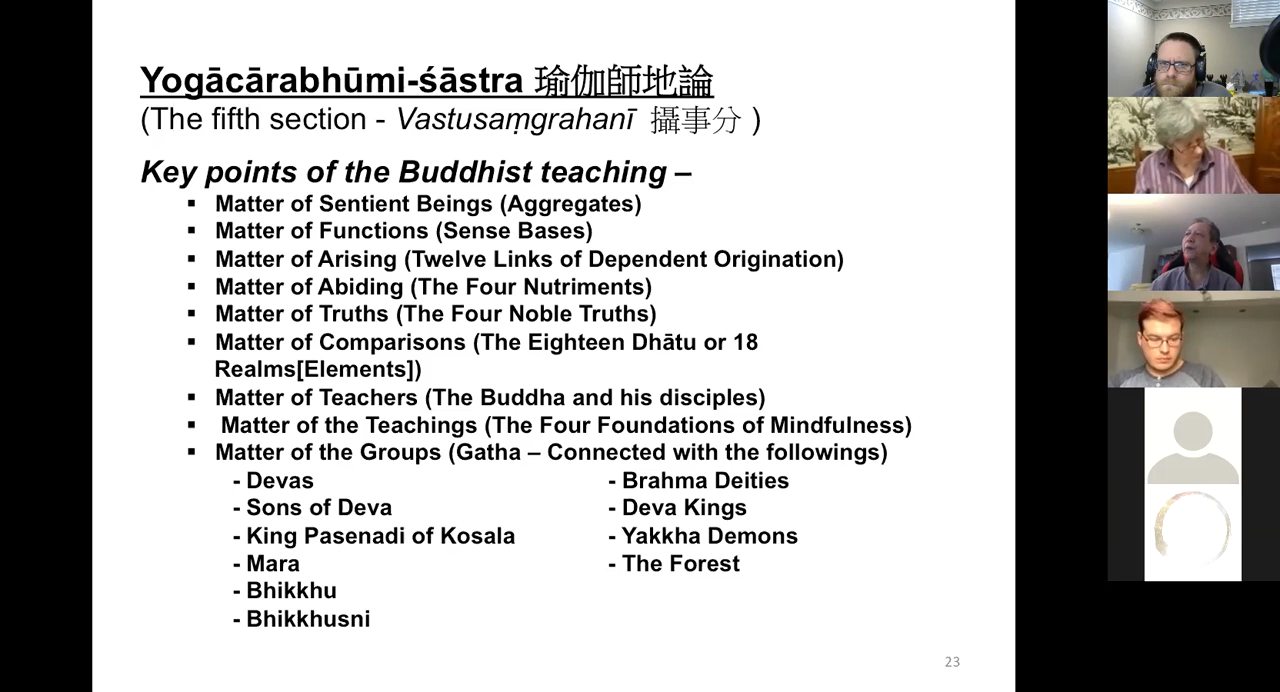 Yogācārabhūmi-śāstra 瑜伽師地論
(The fifth section - Vastusaṃgrahanī 攝事分 )
Key points of the Buddhist teaching –
▪ Matter of Sentient Beings (Aggregates)
▪ Matter of Functions (Sense Bases)
▪ Matter of Arising (Twelve Links of Dependent Origination)
▪ Matter of Abiding (The Four Nutriments)
▪ Matter of Truths (The Four Noble Truths)
▪ Matter of Comparisons (The Eighteen Dhātu or 18
Realms[Elements])
▪ Matter of Teachers (The Buddha and his disciples)
▪ Matter of the Teachings (The Four Foundations of Mindfulness)
▪ Matter of the Groups (Gatha – Connected with the followings)
- Devas
- Sons of Deva
- King Pasenadi of Kosala
- Mara
- Bhikkhu
- Bhikkhusni
- Brahma Deities
- Deva Kings
- Yakkha Demons
- The Forest
23